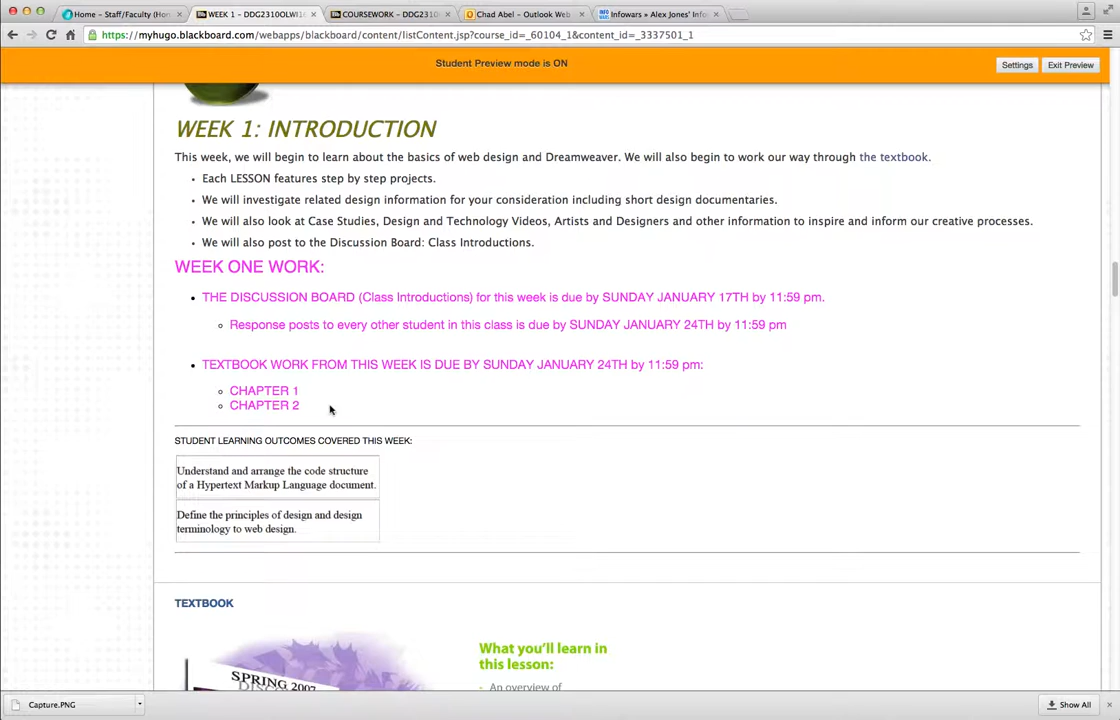 Home - Staff/Faculty (Ho
WEEK 1 - DDG2310OLWI1
COURSEWORK - DDG2310
Chad Abel - Outlook Web
Infowars » Alex Jones' Info
https://myhugo.blackboard.com/webapps/blackboard/content/listContent.jsp?course_id=_60104_1&content_id=_3337501_1
Student Preview mode is ON
Settings
Exit Preview
WEEK 1: INTRODUCTION
This week, we will begin to learn about the basics of web design and Dreamweaver. We will also begin to work our way through the textbook.
Each LESSON features step by step projects.
We will investigate related design information for your consideration including short design documentaries.
We will also look at Case Studies, Design and Technology Videos, Artists and Designers and other information to inspire and inform our creative processes.
We will also post to the Discussion Board: Class Introductions.
WEEK ONE WORK:
THE DISCUSSION BOARD (Class Introductions) for this week is due by SUNDAY JANUARY 17TH by 11:59 pm.
Response posts to every other student in this class is due by SUNDAY JANUARY 24TH by 11:59 pm
TEXTBOOK WORK FROM THIS WEEK IS DUE BY SUNDAY JANUARY 24TH by 11:59 pm:
CHAPTER 1
CHAPTER 2
STUDENT LEARNING OUTCOMES COVERED THIS WEEK:
Understand and arrange the code structure
of a Hypertext Markup Language document.
Define the principles of design and design
terminology to web design.
TEXTBOOK
What you'll learn in
this lesson:
- An overview of
SPRING 2007
Capture.PNG
Show All